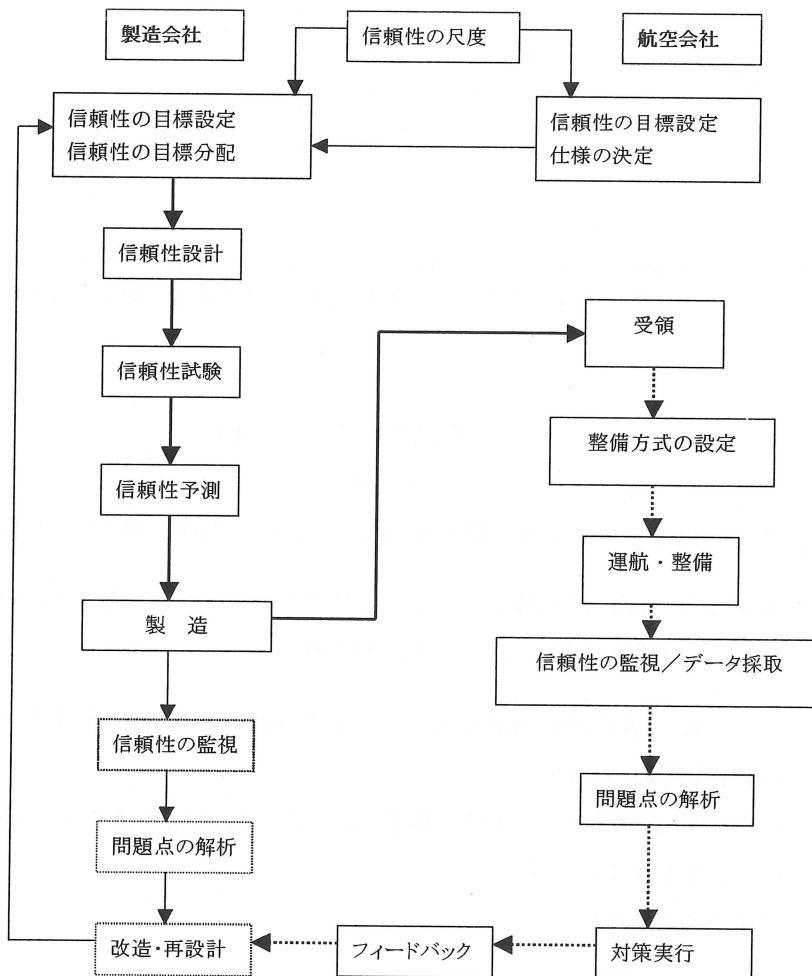 製造会社
信頼性の尺度
航空会社
信頼性の目標設定
信頼性の目標分配
信頼性の目標設定
仕様の決定
信頼性設計
信頼性試験
信頼性予測
製　造
信頼性の監視
問題点の解析
改造・再設計
受領
整備方式の設定
運航・整備
信頼性の監視／データ採取
問題点の解析
対策実行
フィードバック